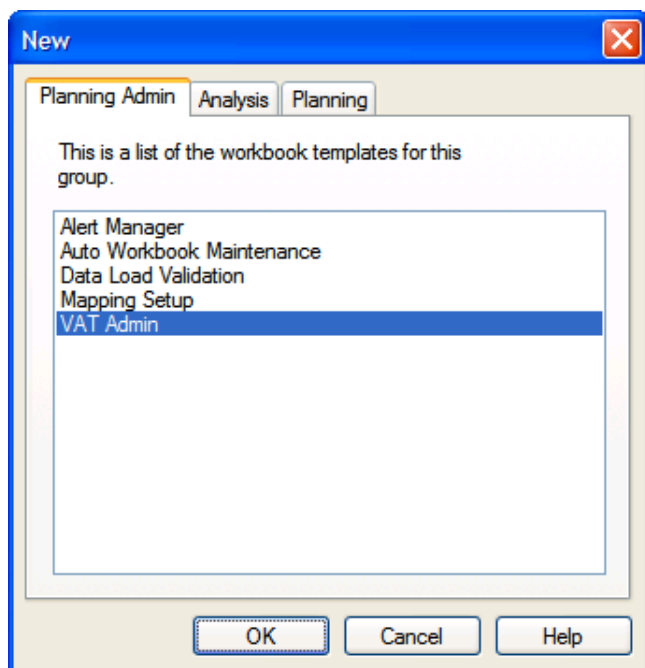 New
Planning Admin Analysis Planning
This is a list of the workbook templates for this
group.
Alert Manager
Auto Workbook Maintenance
Data Load Validation
Mapping Setup
VAT Admin
OK Cancel Help